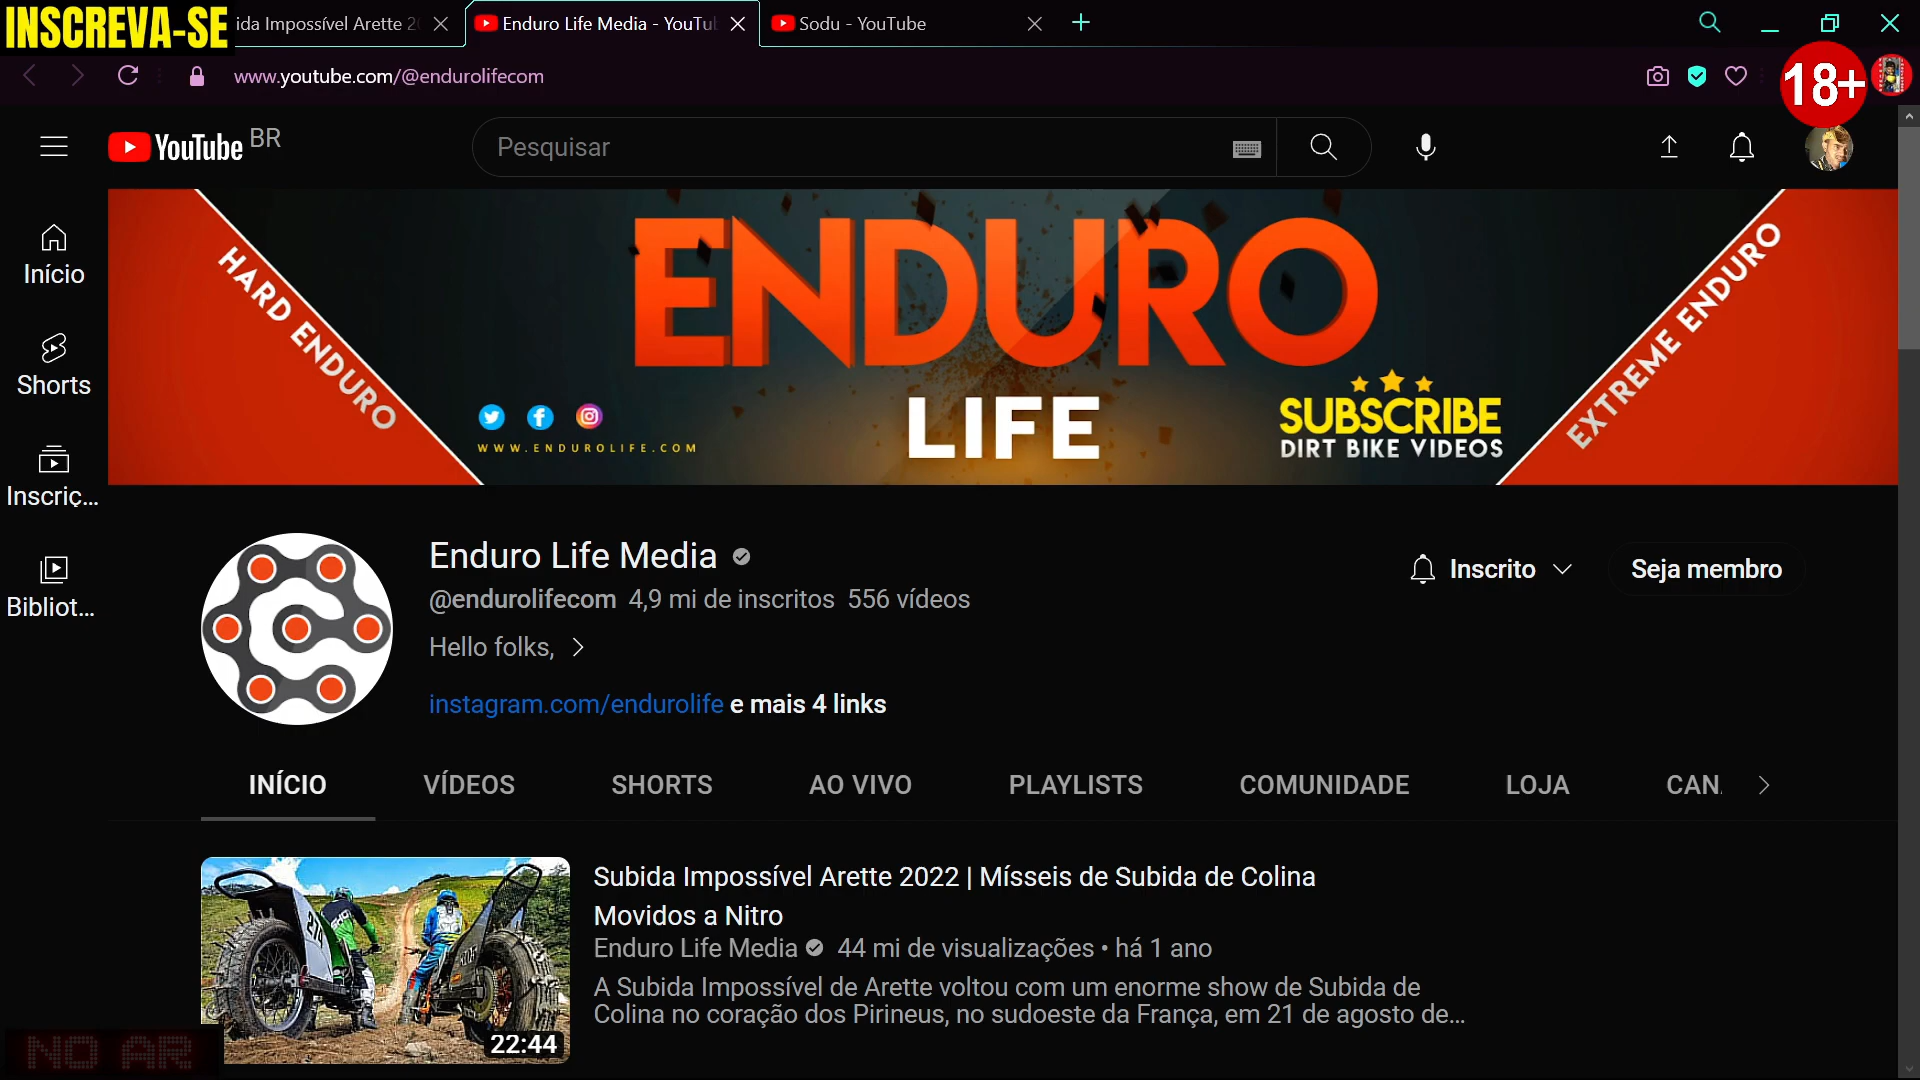 INSCREVA-SE
ida Impossível Arette 2
Enduro Life Media - YouTu
Sodu - YouTube
www.youtube.com/@endurolifecom
18+
YouTube BR
Pesquisar
Início
Shorts
Inscriç...
Bibliot...
HARD ENDURO
ENDURO
LIFE
WWW.ENDUROLIFE.COM
SUBSCRIBE
DIRT BIKE VIDEOS
EXTREME ENDURO
Enduro Life Media
@endurolifecom 4,9 mi de inscritos 556 vídeos
Hello folks,
instagram.com/endurolife e mais 4 links
Inscrito
Seja membro
INÍCIO VÍDEOS SHORTS AO VIVO PLAYLISTS COMUNIDADE LOJA CAN
22:44
Subida Impossível Arette 2022 | Mísseis de Subida de Colina
Movidos a Nitro
Enduro Life Media 44 mi de visualizações • há 1 ano
A Subida Impossível de Arette voltou com um enorme show de Subida de
Colina no coração dos Pirineus, no sudoeste da França, em 21 de agosto de...
NO AR